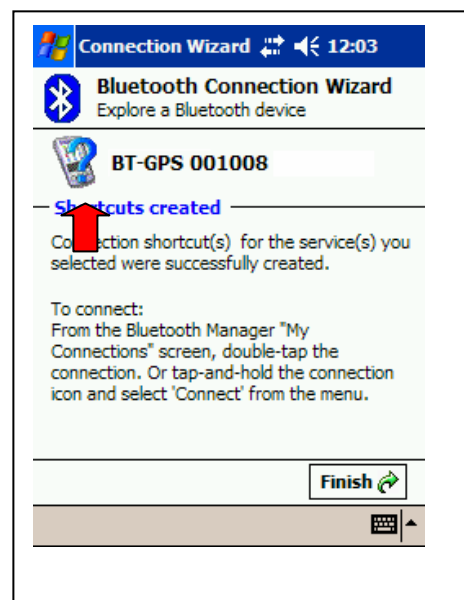 Connection Wizard 12:03
Bluetooth Connection Wizard
Explore a Bluetooth device
BT-GPS 001008
created
shortcut(s) for the service(s) you
selected were successfully created.
To connect:
From the Bluetooth Manager "My
Connections" screen, double-tap the
connection. Or tap-and-hold the connection
icon and select 'Connect' from the menu.
Finish